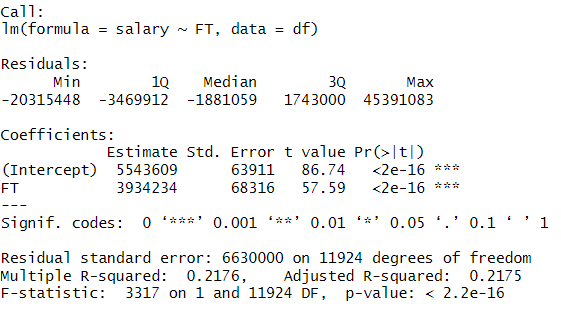 Call:
lm(formula = salary ~ FT, data = df)
Residuals:
Min 1Q Median 3Q Max
-20315448 -3469912 -1881059 1743000 45391083
Coefficients:
Estimate Std. Error t value Pr(>|t|)
(Intercept) 5543609 63911 86.74 <2e-16 ***
FT 3934234 68316 57.59 <2e-16 ***
---
Signif. codes: 0 ‘***’ 0.001 ‘**’ 0.01 ‘*’ 0.05 ‘.’ 0.1 ‘ ’ 1
Residual standard error: 6630000 on 11924 degrees of freedom
Multiple R-squared: 0.2176, Adjusted R-squared: 0.2175
F-statistic: 3317 on 1 and 11924 DF, p-value: < 2.2e-16